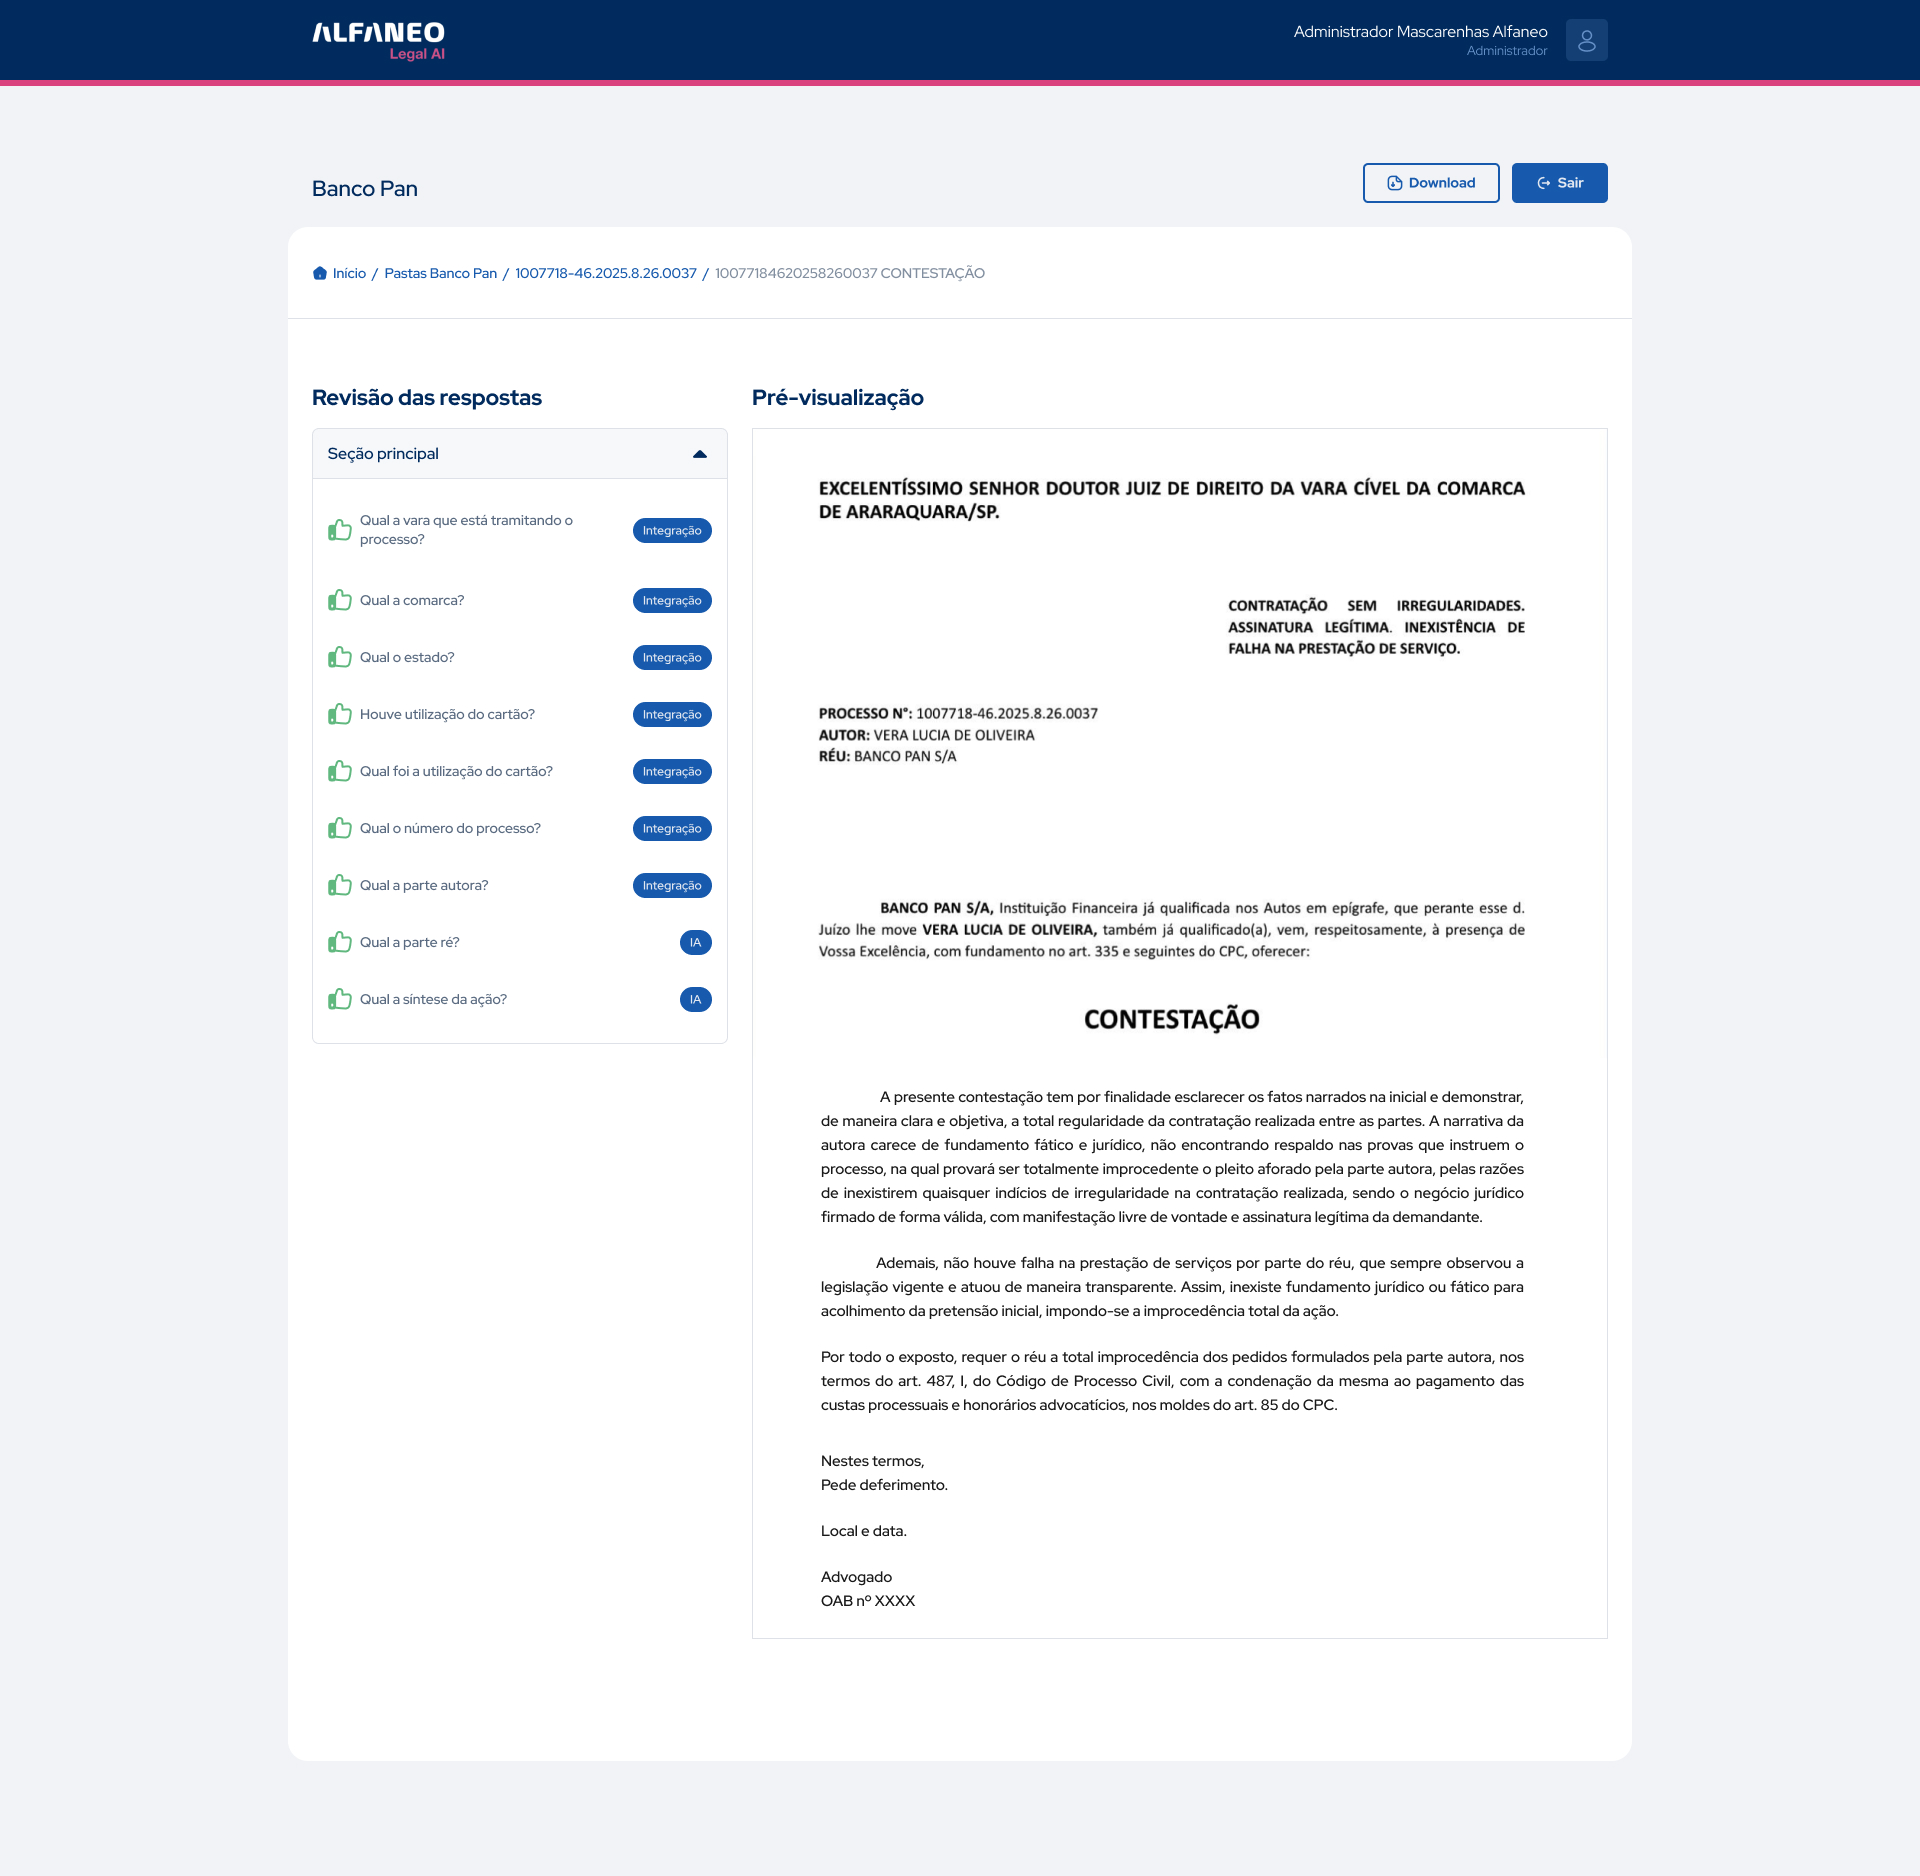 ALFANEO
Legal AI
Administrador Mascarenhas Alfaneo
Administrador
Banco Pan
Download
Sair
Início / Pastas Banco Pan / 1007718-46.2025.8.26.0037 / 10077184620258260037 CONTESTAÇÃO
Revisão das respostas
Seção principal
Qual a vara que está tramitando o
processo?
Integração
Qual a comarca?
Integração
Qual o estado?
Integração
Houve utilização do cartão?
Integração
Qual foi a utilização do cartão?
Integração
Qual o número do processo?
Integração
Qual a parte autora?
Integração
Qual a parte ré?
IA
Qual a síntese da ação?
IA
Pré-visualização
EXCELENTÍSSIMO SENHOR DOUTOR JUIZ DE DIREITO DA VARA CÍVEL DA COMARCA
DE ARARAQUARA/SP.
CONTRATAÇÃO SEM IRREGULARIDADES.
ASSINATURA LEGÍTIMA. INEXISTÊNCIA DE
FALHA NA PRESTAÇÃO DE SERVIÇO.
PROCESSO N°: 1007718-46.2025.8.26.0037
AUTOR: VERA LUCIA DE OLIVEIRA
RÉU: BANCO PAN S/A
BANCO PAN S/A, Instituição Financeira já qualificada nos Autos em epígrafe, que perante esse d.
Juízo lhe move VERA LUCIA DE OLIVEIRA, também já qualificado(a), vem, respeitosamente, à presença de
Vossa Excelência, com fundamento no art. 335 e seguintes do CPC, oferecer:
CONTESTAÇÃO
A presente contestação tem por finalidade esclarecer os fatos narrados na inicial e demonstrar,
de maneira clara e objetiva, a total regularidade da contratação realizada entre as partes. A narrativa da
autora carece de fundamento fático e jurídico, não encontrando respaldo nas provas que instruem o
processo, na qual provará ser totalmente improcedente o pleito aforado pela parte autora, pelas razões
de inexistirem quaisquer indícios de irregularidade na contratação realizada, sendo o negócio jurídico
firmado de forma válida, com manifestação livre de vontade e assinatura legítima da demandante.
Ademais, não houve falha na prestação de serviços por parte do réu, que sempre observou a
legislação vigente e atuou de maneira transparente. Assim, inexiste fundamento jurídico ou fático para
acolhimento da pretensão inicial, impondo-se a improcedência total da ação.
Por todo o exposto, requer o réu a total improcedência dos pedidos formulados pela parte autora, nos
termos do art. 487, I, do Código de Processo Civil, com a condenação da mesma ao pagamento das
custas processuais e honorários advocatícios, nos moldes do art. 85 do CPC.
Nestes termos,
Pede deferimento.
Local e data.
Advogado
OAB nº XXXX